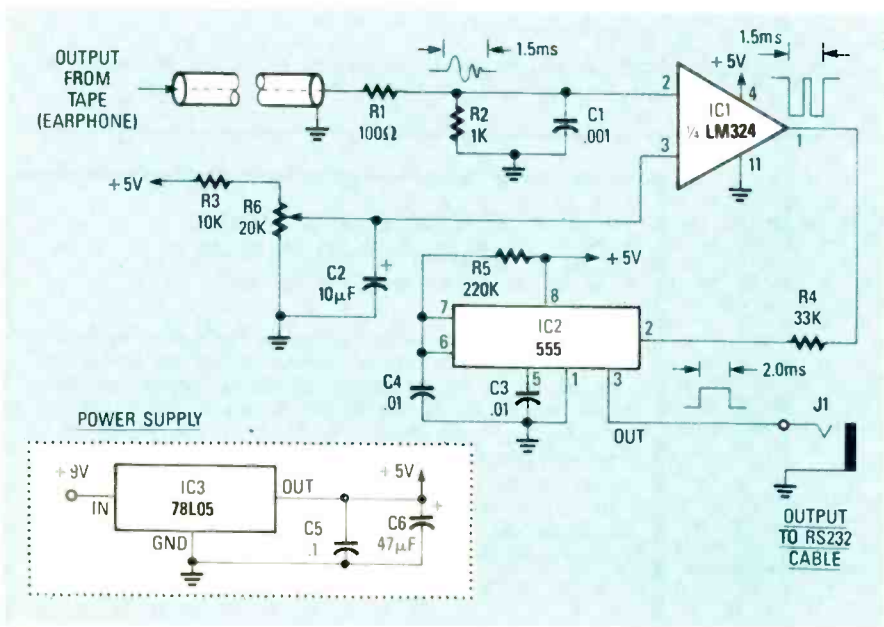 OUTPUT
FROM
TAPE
(EARPHONE)
R1
100Ω
1.5ms
R2
1K
C1
.001
2
3
+5V
4
IC1
¼ LM324
11
1
1.5ms
+5V
R3
10K
R6
20K
C2
10µF
+
R5
220K
+5V
7
6
8
IC2
555
2
5
1
3
R4
33K
C4
.01
C3
.01
OUT
2.0ms
J1
OUTPUT
TO RS232
CABLE
POWER SUPPLY
+9V
IN
IC3
78L05
OUT
GND
+5V
C5
.1
C6
47µF
+